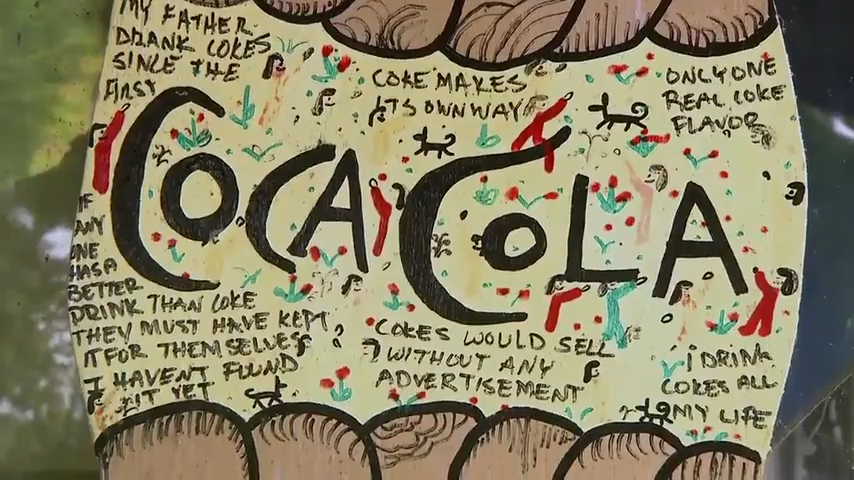 MY FATHER
DRANK COKES
SINCE THE
FIRST
COKE MAKES
ITS OWN WAY
ONLY ONE
REAL COKE
FLAVOR
COCA COLA
IF
ANY
ONE
HAS A
BETTER
DRINK THAN COKE
THEY MUST HAVE KEPT
IT FOR THEMSELVES
I HAVEN'T FOUND
IT YET
COKES WOULD SELL
WITHOUT ANY
ADVERTISEMENT
i DRINK
COKES ALL
MY LIFE